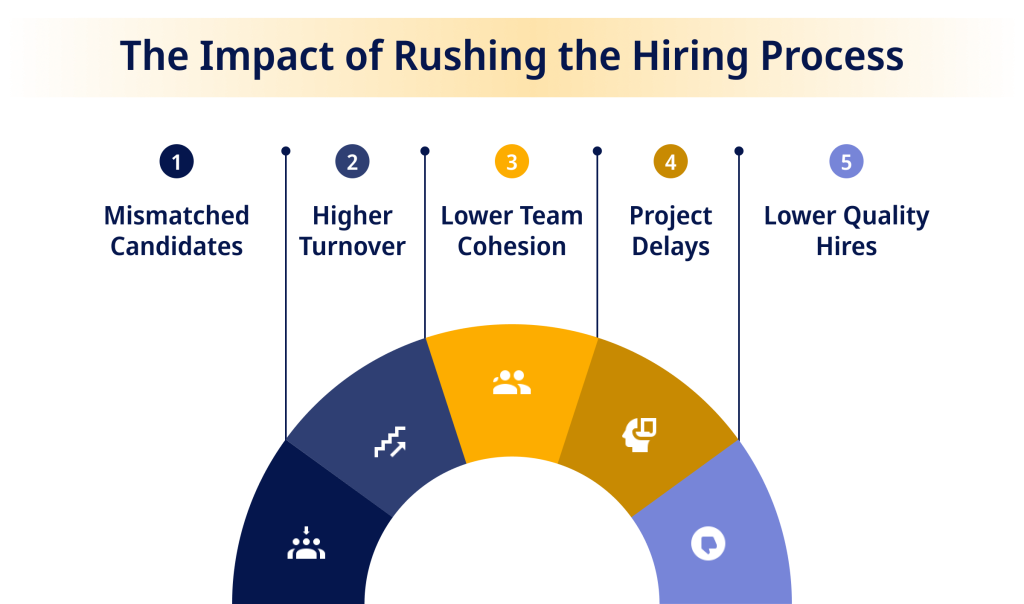 The Impact of Rushing the Hiring Process
1
Mismatched
Candidates
2
Higher
Turnover
3
Lower Team
Cohesion
4
Project
Delays
5
Lower Quality
Hires